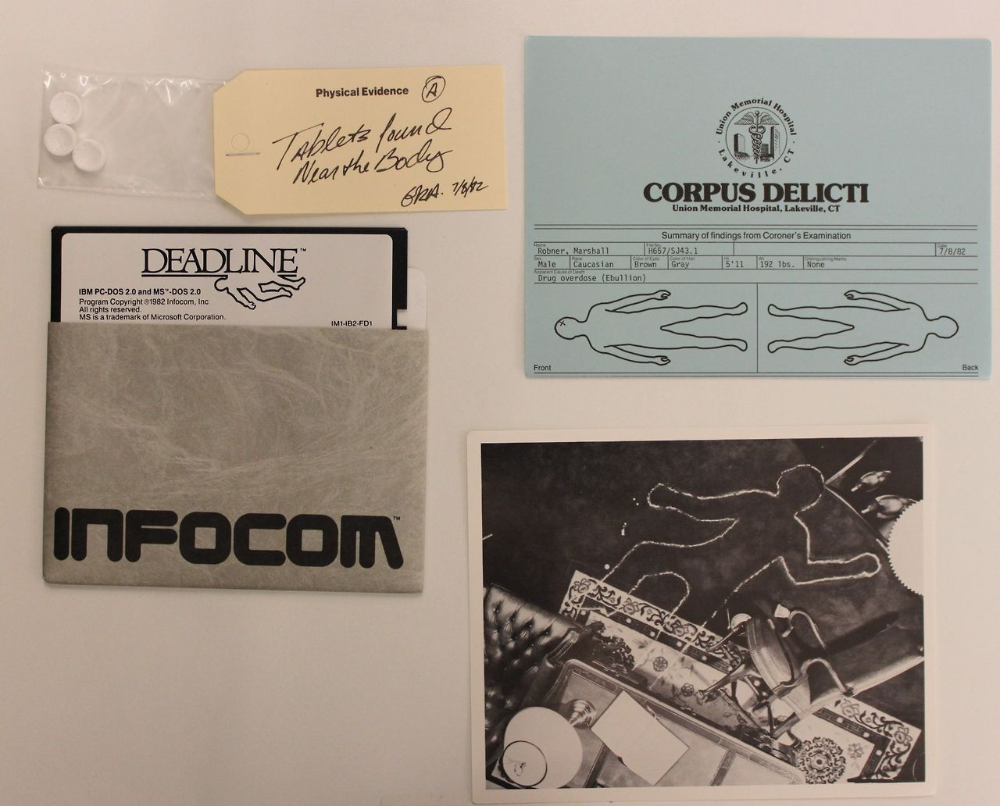 Physical Evidence A
Tablets found
Near the Body
GKA. 7/8/82
DEADLINE™
IBM PC-DOS 2.0 and MS™-DOS 2.0
Program Copyright ©1982 Infocom, Inc.
All rights reserved.
MS is a trademark of Microsoft Corporation.
IM1-IB2-FD1
INFOCOM™
Union Memorial Hospital
Lakeville, CT
CORPUS DELICTI
Union Memorial Hospital, Lakeville, CT
Summary of findings from Coroner's Examination
Name File No. Date
Robner, Marshall H657/SJ43.1 7/8/82
Sex Race Color of Eyes Color of Hair Ht. Wt. Distinguishing Marks
Male Caucasian Brown Gray 5'11 192 lbs. None
Apparent Cause of Death
Drug overdose (Ebullion)
x
Front Back